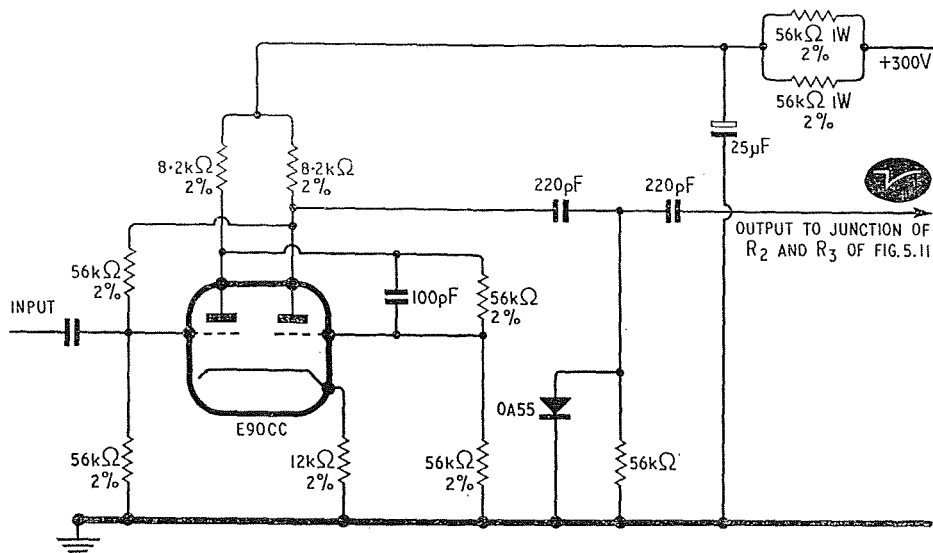 56kΩ 1W
2%
+300V
56kΩ 1W
2%
25µF
8·2kΩ
2%
8·2kΩ
2%
220pF
220pF
OUTPUT TO JUNCTION OF
R2 AND R3 OF FIG.5.11
56kΩ
2%
100pF
56kΩ
2%
INPUT
E90CC
OA55
56kΩ
2%
12kΩ
2%
56kΩ
2%
56kΩ